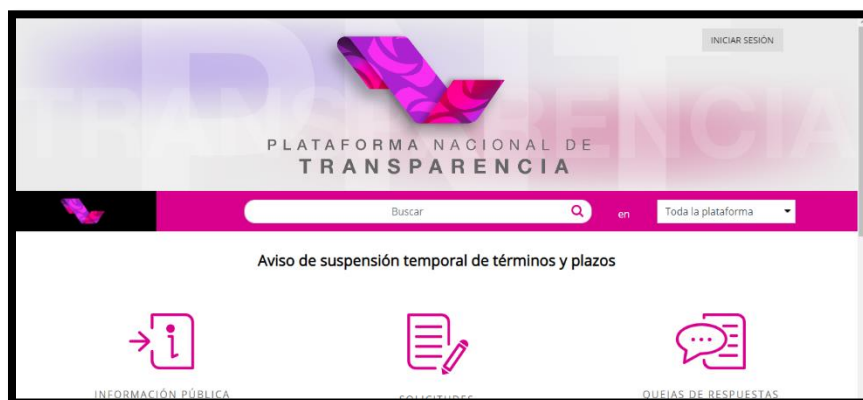 INICIAR SESIÓN
PLATAFORMA NACIONAL DE
TRANSPARENCIA
Buscar
en
Toda la plataforma
Aviso de suspensión temporal de términos y plazos
INFORMACIÓN PÚBLICA
SOLICITUDES
QUEJAS DE RESPUESTAS